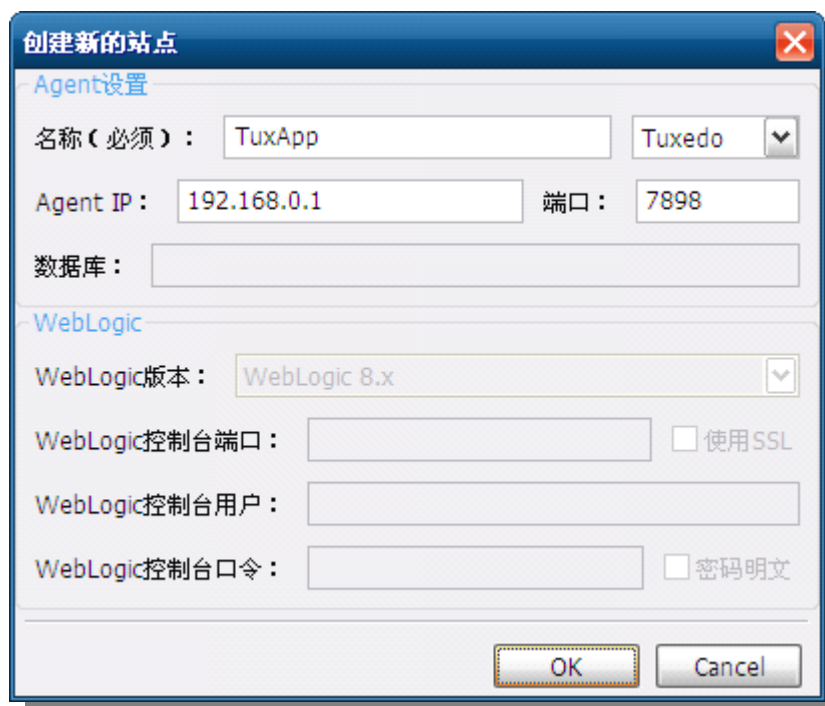 创建新的站点
Agent设置
名称(必须): TuxApp Tuxedo
Agent IP: 192.168.0.1 端口: 7898
数据库:
WebLogic
WebLogic版本: WebLogic 8.x
WebLogic控制台端口: 使用SSL
WebLogic控制台用户:
WebLogic控制台口令: 密码明文
OK Cancel